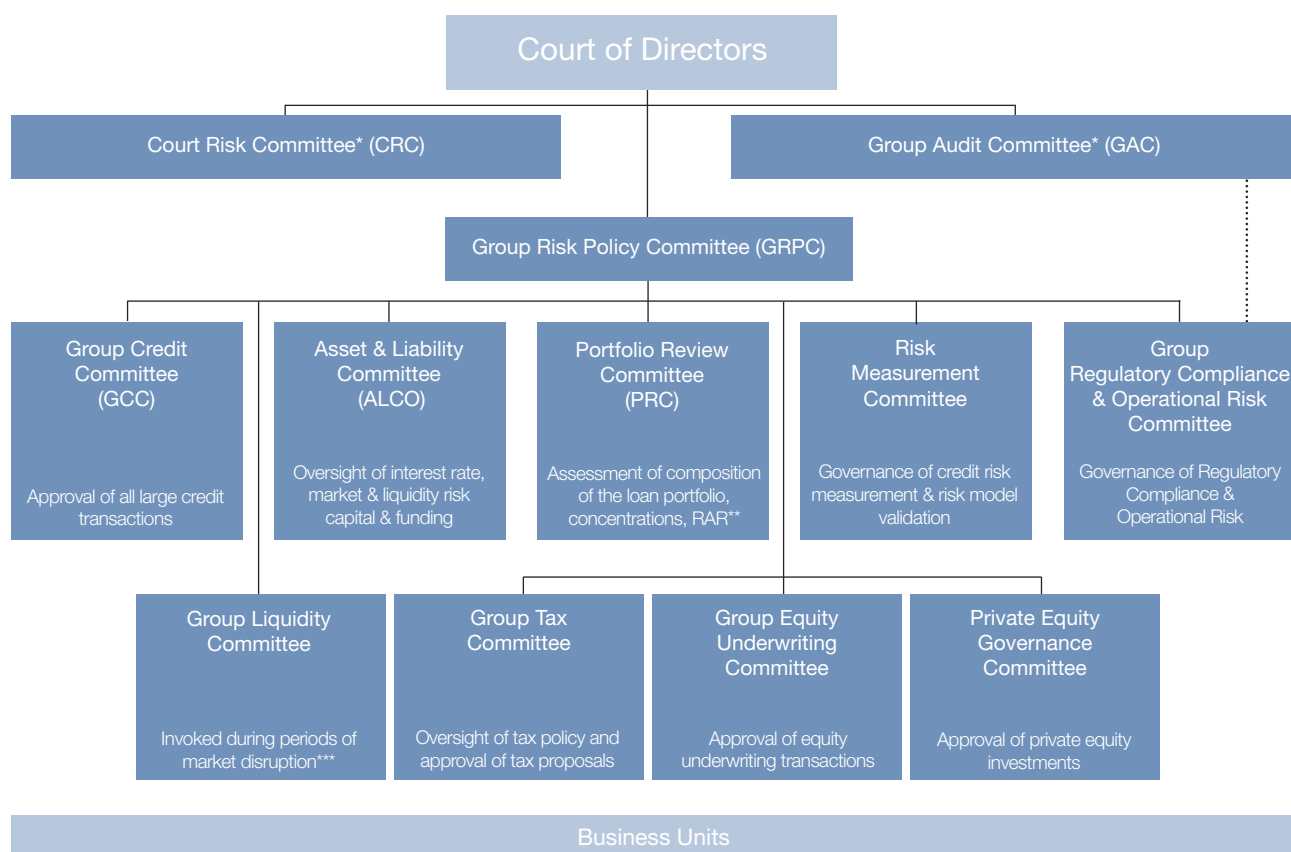 Court of Directors
Court Risk Committee* (CRC)
Group Audit Committee* (GAC)
Group Risk Policy Committee (GRPC)
Group Credit
Committee
(GCC)
Approval of all large credit
transactions
Asset & Liability
Committee
(ALCO)
Oversight of interest rate,
market & liquidity risk
capital & funding
Portfolio Review
Committee
(PRC)
Assessment of composition
of the loan portfolio,
concentrations, RAR**
Risk
Measurement
Committee
Governance of credit risk
measurement & risk model
validation
Group
Regulatory Compliance
& Operational Risk
Committee
Governance of Regulatory
Compliance &
Operational Risk
Group Liquidity
Committee
Invoked during periods of
market disruption***
Group Tax
Committee
Oversight of tax policy and
approval of tax proposals
Group Equity
Underwriting
Committee
Approval of equity
underwriting transactions
Private Equity
Governance
Committee
Approval of private equity
investments
Business Units